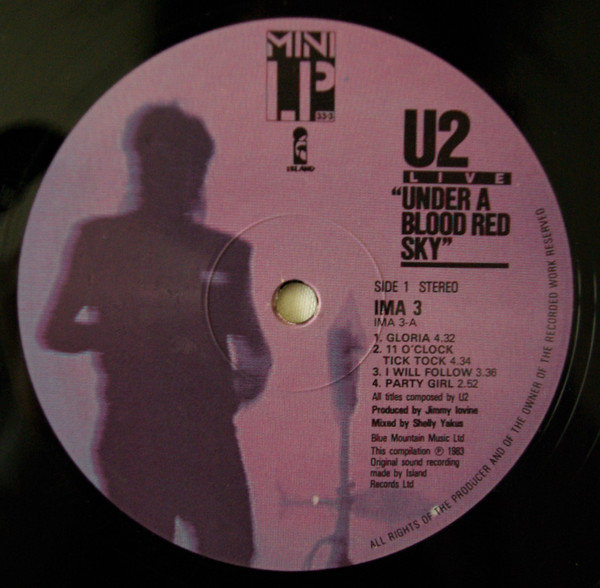 MINI
LP
33⅓
ISLAND
U2
LIVE
“UNDER A
BLOOD RED
SKY”
SIDE 1 STEREO
IMA 3
IMA 3-A
1. GLORIA 4.32
2. 11 O'CLOCK
TICK TOCK 4.34
3. I WILL FOLLOW 3.36
4. PARTY GIRL 2.52
All titles composed by U2
Produced by Jimmy Iovine
Mixed by Shelly Yakus
Blue Mountain Music Ltd
This compilation ℗ 1983
Original sound recording
made by Island
Records Ltd
ALL RIGHTS OF THE PRODUCER AND OF THE OWNER OF THE RECORDED WORK RESERVED